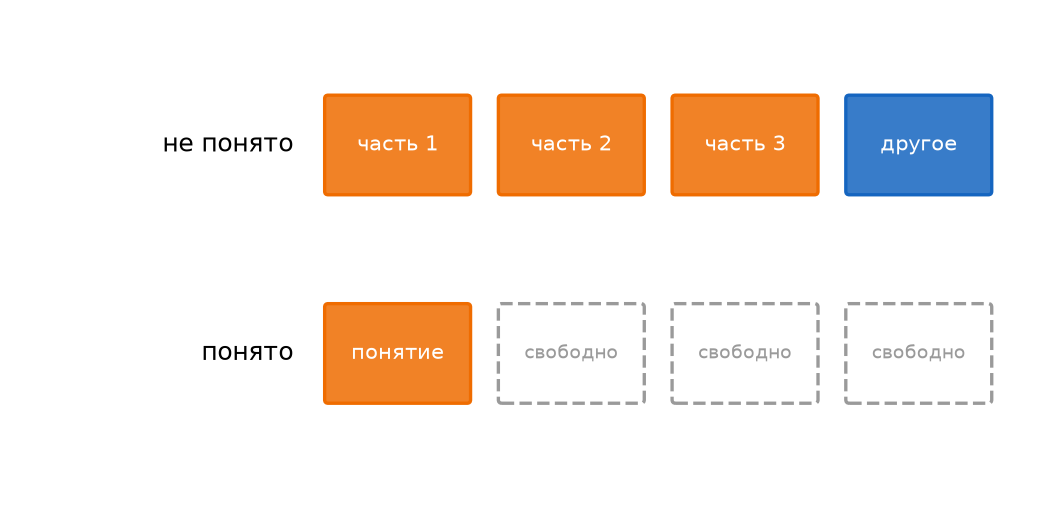 не понято
часть 1
часть 2
часть 3
другое
понято
понятие
свободно
свободно
свободно